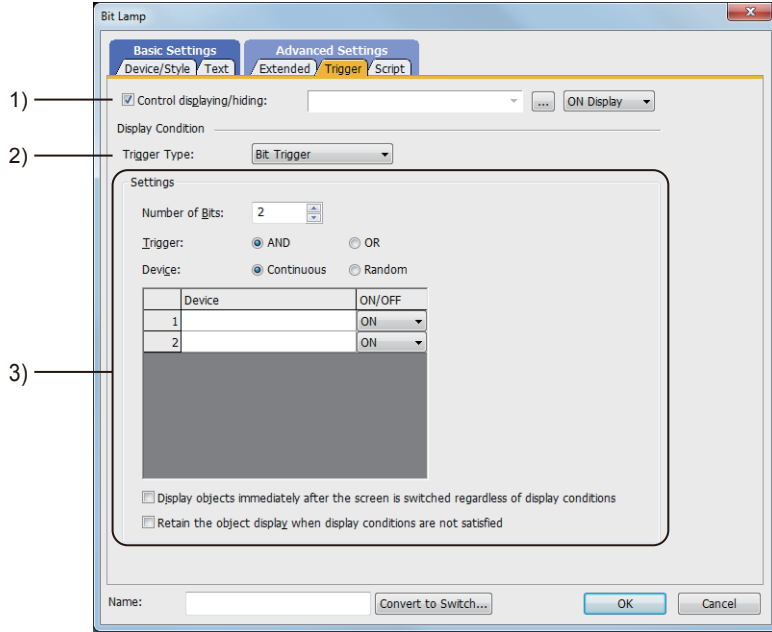 Bit Lamp
Basic Settings Advanced Settings
Device/Style Text Extended Trigger Script
1) Control displaying/hiding: ... ON Display
Display Condition
2) Trigger Type: Bit Trigger
Settings
Number of Bits: 2
Trigger: AND OR
Device: Continuous Random
Device ON/OFF
1 ON
2 ON
3)
Display objects immediately after the screen is switched regardless of display conditions
Retain the object display when display conditions are not satisfied
Name: Convert to Switch... OK Cancel